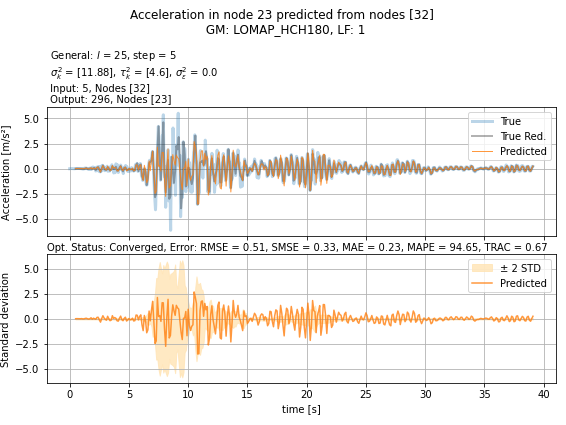 Acceleration in node 23 predicted from nodes [32]
GM: LOMAP_HCH180, LF: 1
General: l = 25, step = 5
σ²ₖ = [11.88], τ²ₖ = [4.6], σ²ε = 0.0
Input: 5, Nodes [32]
Output: 296, Nodes [23]
Acceleration [m/s²]
5.0
2.5
0.0
−2.5
−5.0
True
True Red.
Predicted
Opt. Status: Converged, Error: RMSE = 0.51, SMSE = 0.33, MAE = 0.23, MAPE = 94.65, TRAC = 0.67
Standard deviation
5.0
2.5
0.0
−2.5
−5.0
± 2 STD
Predicted
0 5 10 15 20 25 30 35 40
time [s]